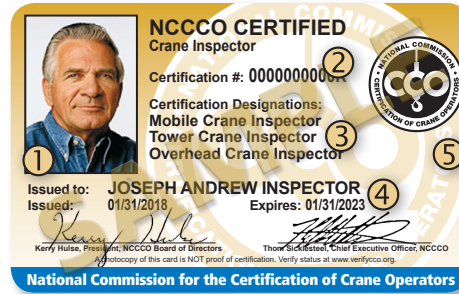 NCCCO CERTIFIED
Crane Inspector
Certification #: 00000000000
2
NATIONAL COMMISSION
CERTIFICATION OF CRANE OPERATORS
CCO
Certification Designations:
Mobile Crane Inspector
Tower Crane Inspector
Overhead Crane Inspector
3
1
5
SAMPLE
Issued to: JOSEPH ANDREW INSPECTOR
4
Issued: 01/31/2018 Expires: 01/31/2023
Kerry Hulse, President, NCCCO Board of Directors
Thom Sicklesteel, Chief Executive Officer, NCCCO
A photocopy of this card is NOT proof of certification. Verify status at www.verifycco.org.
National Commission for the Certification of Crane Operators